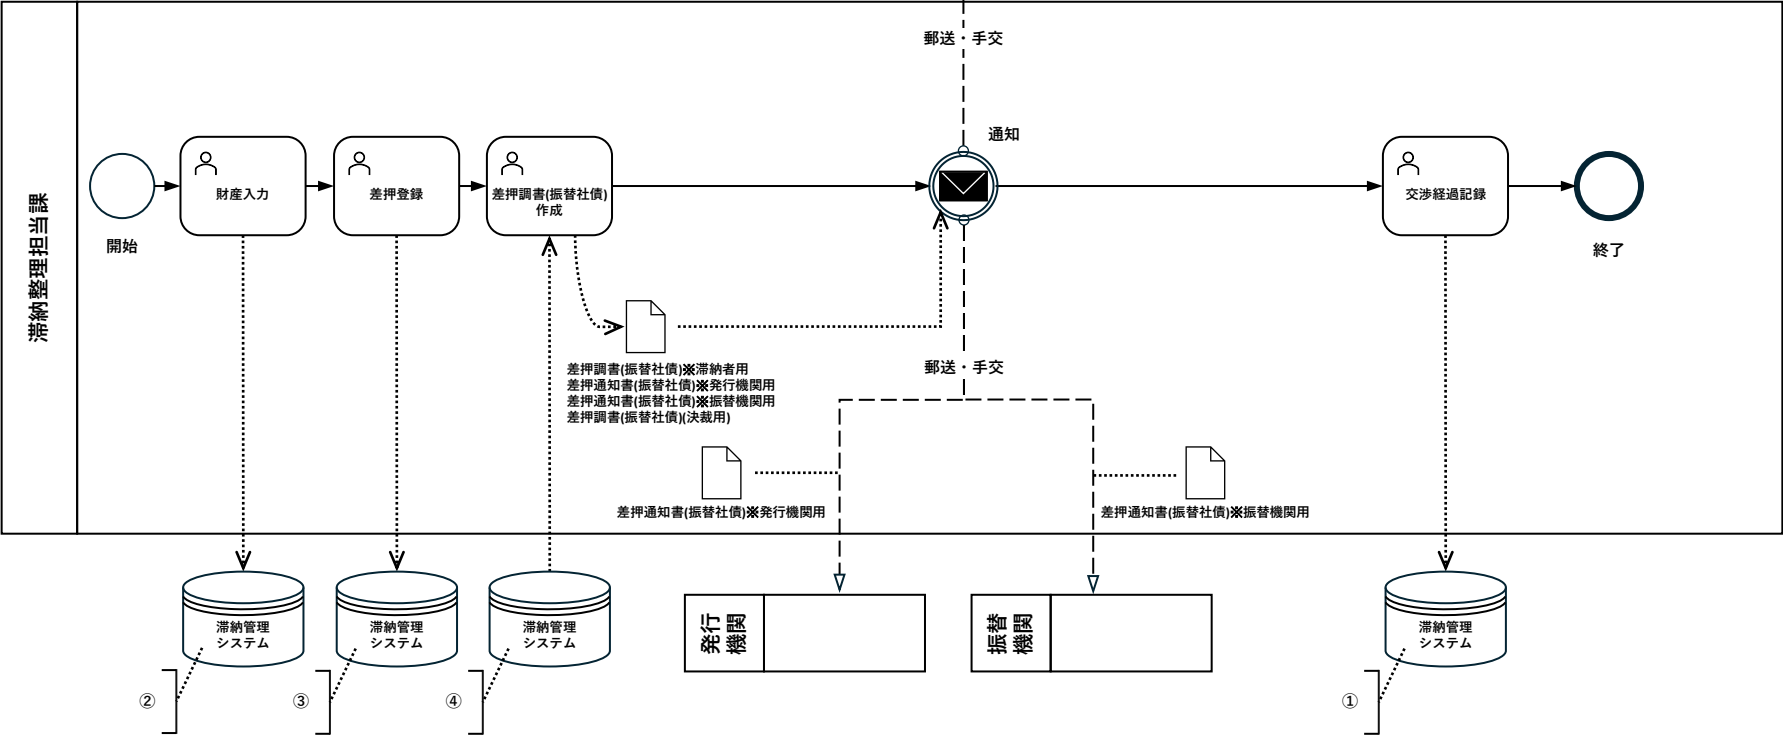 郵送・手交
通知
滞納整理担当課
開始
財産入力
差押登録
差押調書(振替社債)
作成
交渉経過記録
終了
差押調書(振替社債)※滞納者用
差押通知書(振替社債)※発行機関用
差押通知書(振替社債)※振替機関用
差押調書(振替社債)(決裁用)
郵送・手交
差押通知書(振替社債)※発行機関用
差押通知書(振替社債)※振替機関用
滞納管理
システム
滞納管理
システム
滞納管理
システム
発行
機関
振替
機関
滞納管理
システム
②
③
④
①